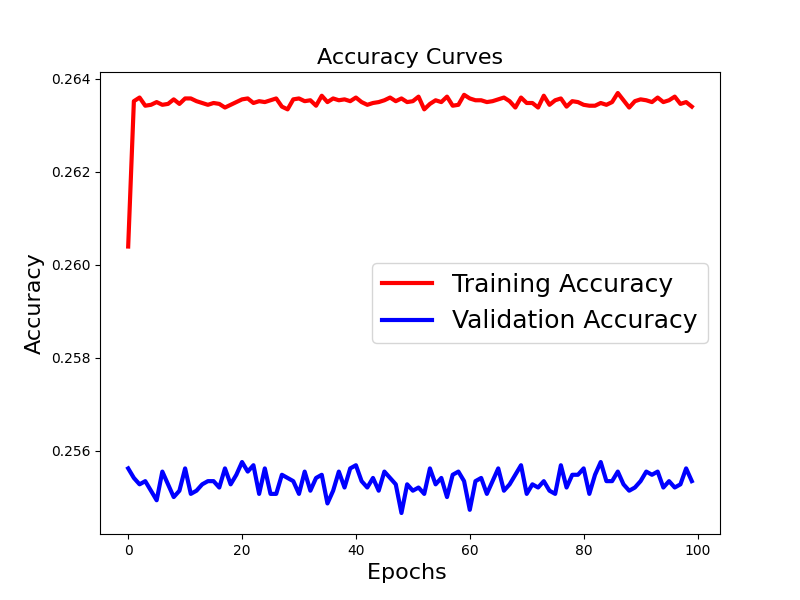 Accuracy Curves
Accuracy
0.264
0.262
0.260
0.258
0.256
Training Accuracy
Validation Accuracy
0 20 40 60 80 100
Epochs